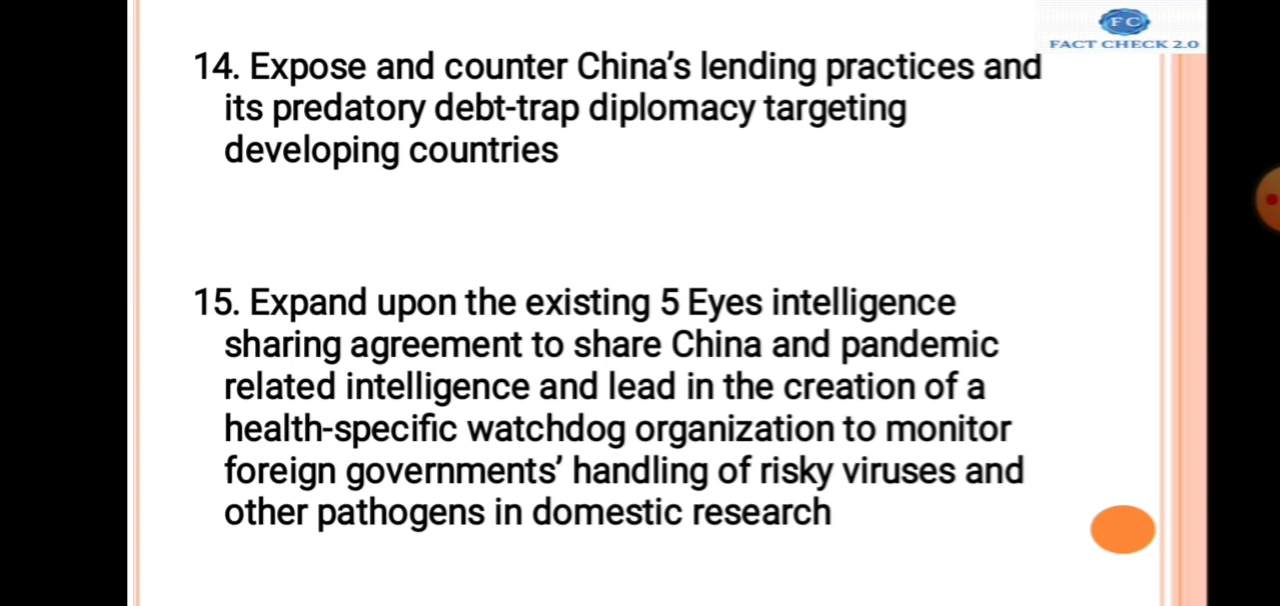 FC
FACT CHECK 2.0
14. Expose and counter China's lending practices and
its predatory debt-trap diplomacy targeting
developing countries
15. Expand upon the existing 5 Eyes intelligence
sharing agreement to share China and pandemic
related intelligence and lead in the creation of a
health-specific watchdog organization to monitor
foreign governments' handling of risky viruses and
other pathogens in domestic research